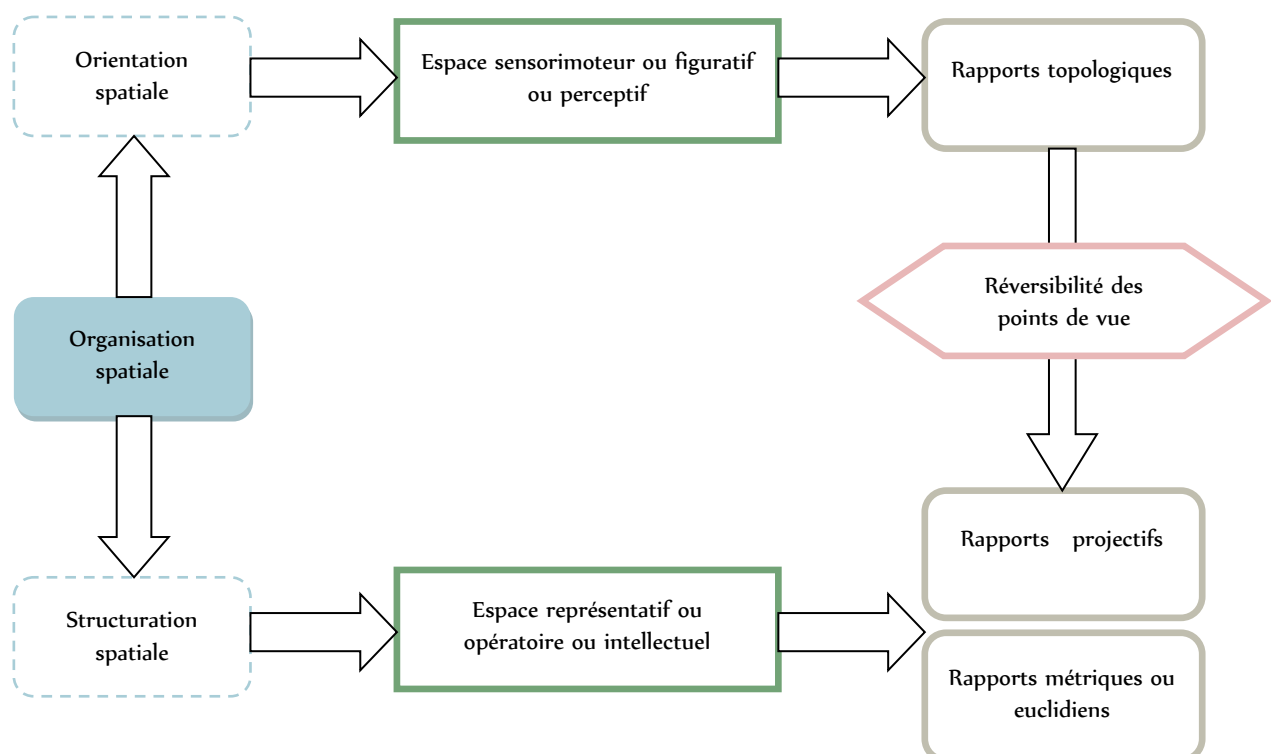 Orientation
spatiale
Espace sensorimoteur ou figuratif
ou perceptif
Rapports topologiques
Réversibilité des
points de vue
Organisation
spatiale
Rapports projectifs
Structuration
spatiale
Espace représentatif ou
opératoire ou intellectuel
Rapports métriques ou
euclidiens